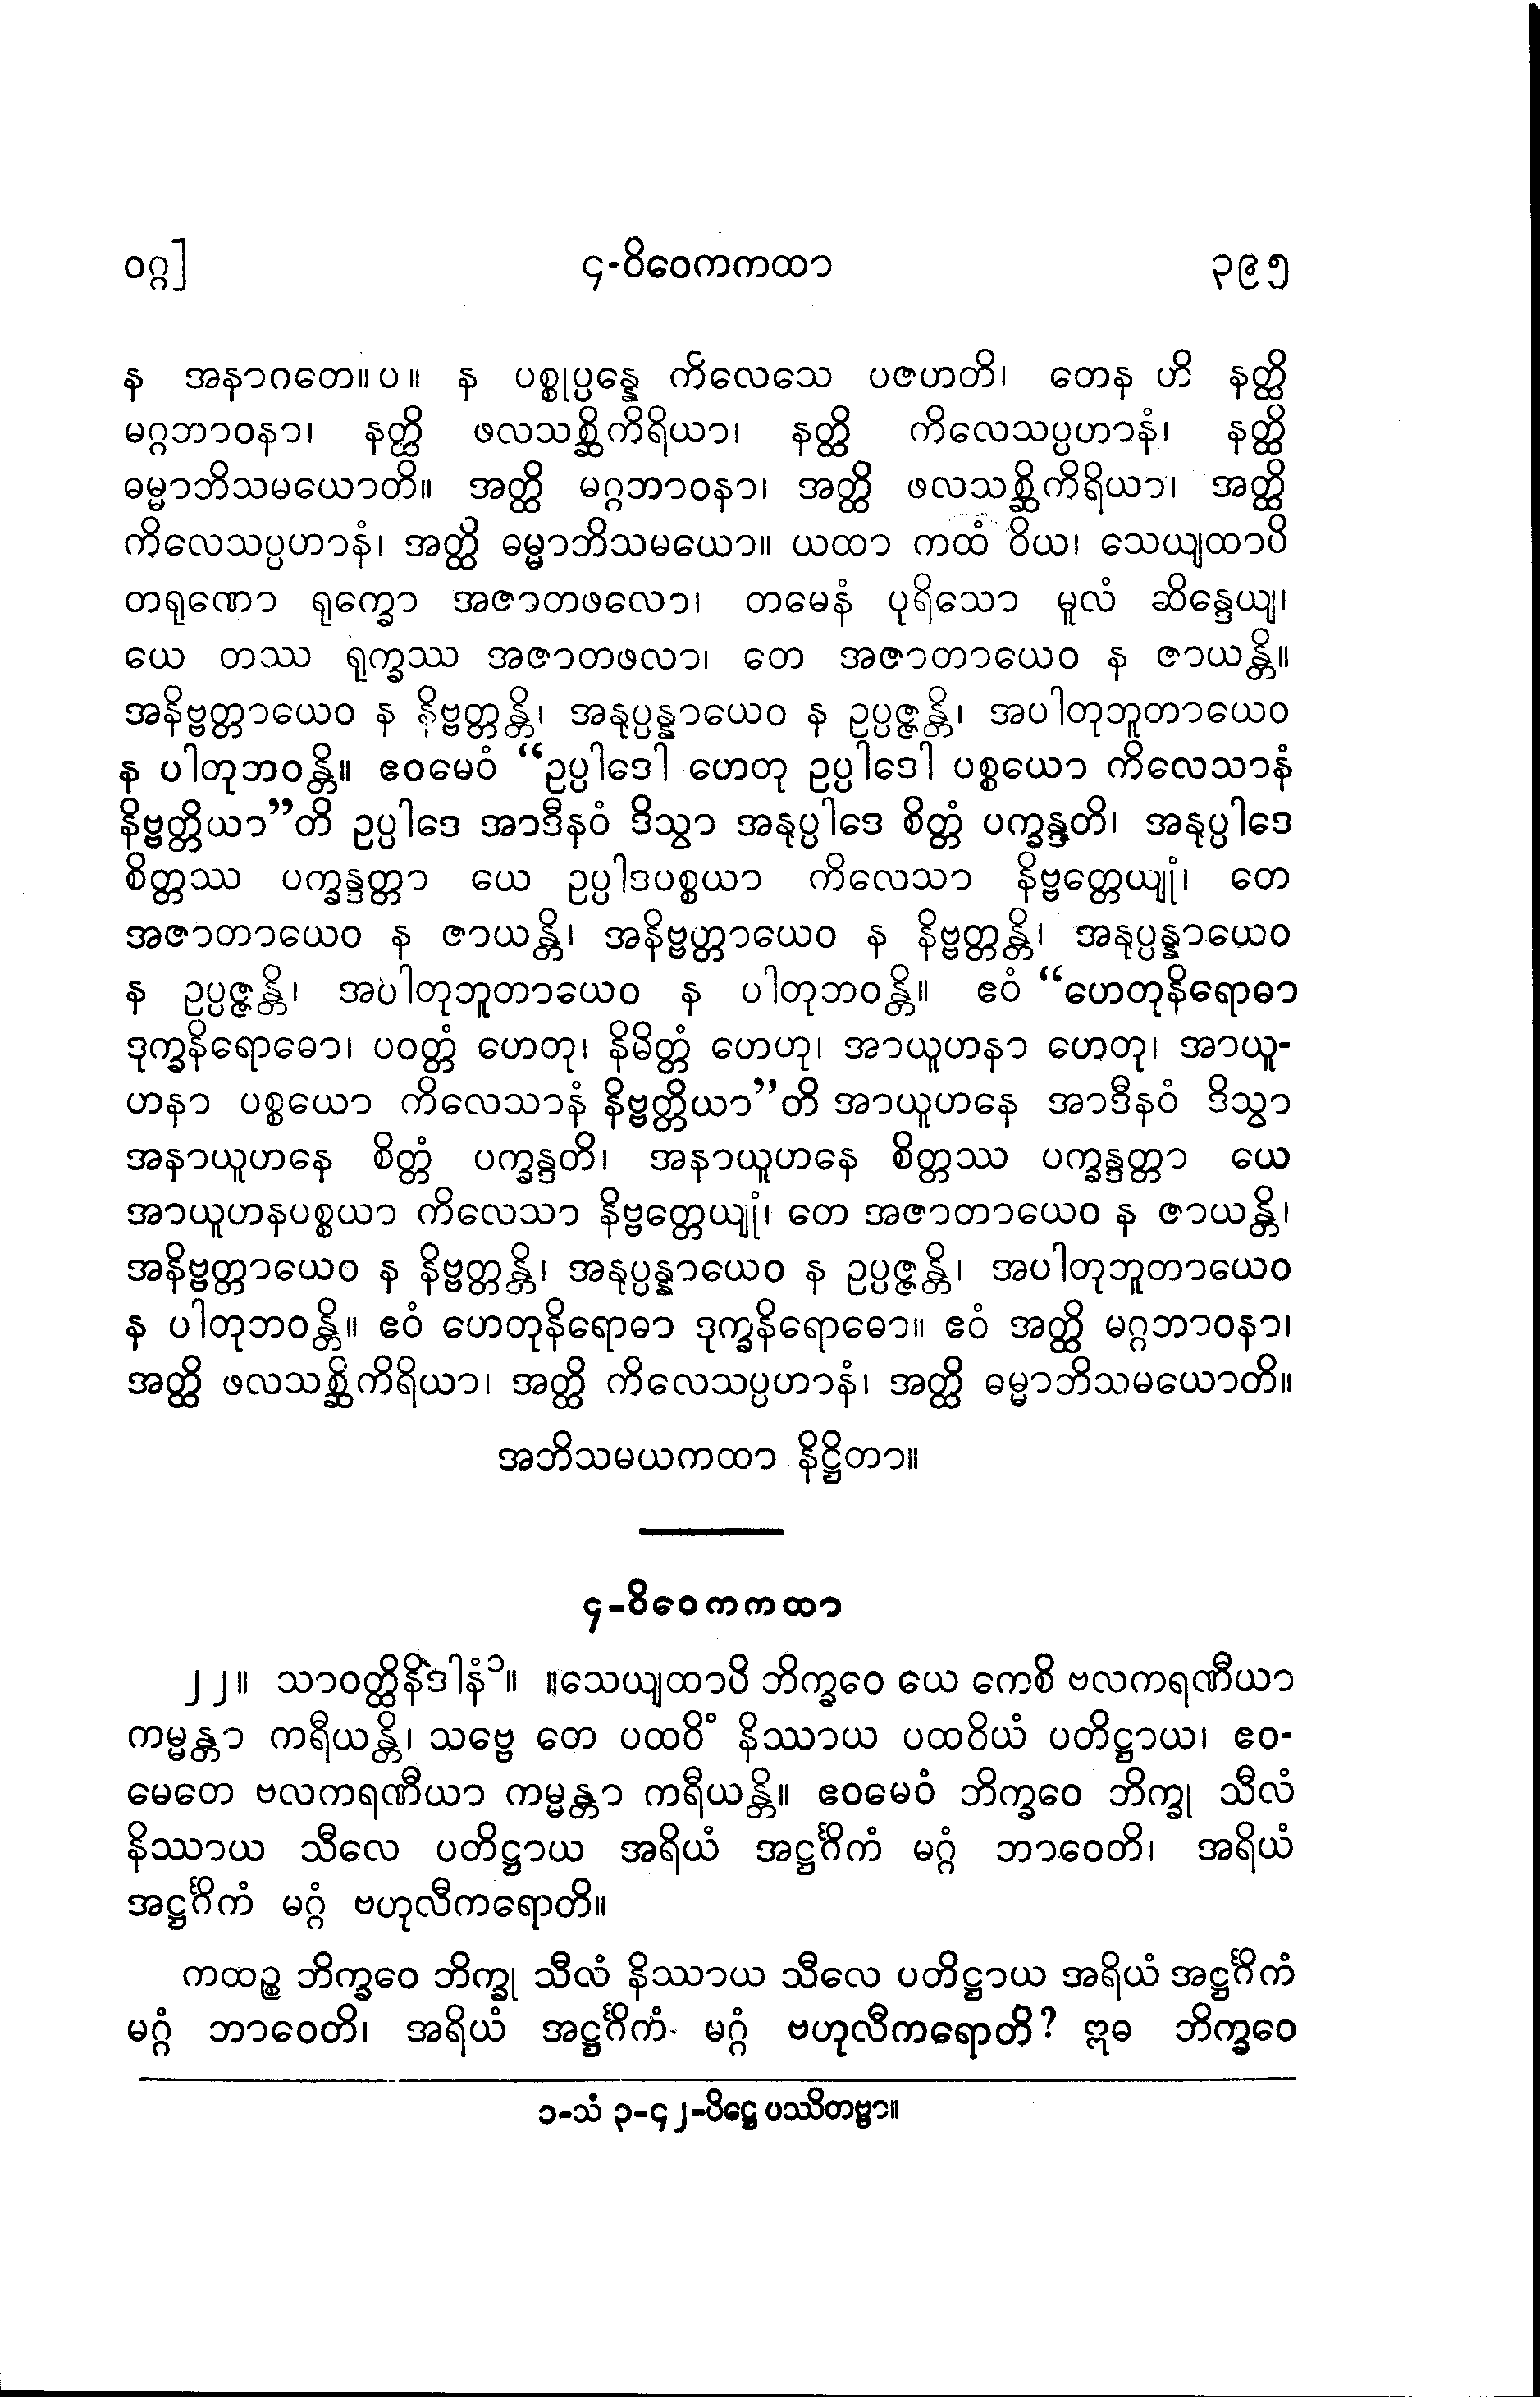 ဝဂ္ဂ] ၄-ဝိဝေကကထာ ၃၉၅
န အနာဂတေ။ပ။ န ပစ္စုပ္ပန္နေ ကိလေသေ ပဇဟတိ၊ တေန ဟိ နတ္ထိ
မဂ္ဂဘာဝနာ၊ နတ္ထိ ဖလသစ္ဆိကိရိယာ၊ နတ္ထိ ကိလေသပ္ပဟာနံ၊ နတ္ထိ
ဓမ္မာဘိသမယောတိ။ အတ္ထိ မဂ္ဂဘာဝနာ၊ အတ္ထိ ဖလသစ္ဆိကိရိယာ၊ အတ္ထိ
ကိလေသပ္ပဟာနံ၊ အတ္ထိ ဓမ္မာဘိသမယော။ ယထာ ကထံ ဝိယ၊ သေယျထာပိ
တရုဏော ရုက္ခော အဇာတဖလော၊ တမေနံ ပုရိသော မူလံ ဆိန္ဒေယျ၊
ယေ တဿ ရုက္ခဿ အဇာတဖလာ၊ တေ အဇာတာယေဝ န ဇာယန္တိ။
အနိဗ္ဗတ္တာယေဝ န နိဗ္ဗတ္တန္တိ၊ အနုပ္ပန္နာယေဝ န ဥပ္ပဇ္ဇန္တိ၊ အပါတုဘူတာယေဝ
န ပါတုဘဝန္တိ။ ဧဝမေဝံ “ဥပ္ပါဒေါ ဟေတု ဥပ္ပါဒေါ ပစ္စယော ကိလေသာနံ
နိဗ္ဗတ္တိယာ”တိ ဥပ္ပါဒေ အာဒီနဝံ ဒိသွာ အနုပ္ပါဒေ စိတ္တံ ပက္ခန္ဒတိ၊ အနုပ္ပါဒေ
စိတ္တဿ ပက္ခန္ဒတ္တာ ယေ ဥပ္ပါဒပစ္စယာ ကိလေသာ နိဗ္ဗတ္တေယျုံ၊ တေ
အဇာတာယေဝ န ဇာယန္တိ၊ အနိဗ္ဗတ္တာယေဝ န နိဗ္ဗတ္တန္တိ၊ အနုပ္ပန္နာယေဝ
န ဥပ္ပဇ္ဇန္တိ၊ အပါတုဘူတာယေဝ န ပါတုဘဝန္တိ။ ဧဝံ “ဟေတုနိရောဓာ
ဒုက္ခနိရောဓော၊ ပဝတ္တံ ဟေတု၊ နိမိတ္တံ ဟေဟု၊ အာယူဟနာ ဟေတု၊ အာယူ-
ဟနာ ပစ္စယော ကိလေသာနံ နိဗ္ဗတ္တိယာ”တိ အာယူဟနေ အာဒီနဝံ ဒိသွာ
အနာယူဟနေ စိတ္တံ ပက္ခန္ဒတိ၊ အနာယူဟနေ စိတ္တဿ ပက္ခန္ဒတ္တာ ယေ
အာယူဟနပစ္စယာ ကိလေသာ နိဗ္ဗတ္တေယျုံ၊ တေ အဇာတာယေဝ န ဇာယန္တိ၊
အနိဗ္ဗတ္တာယေဝ န နိဗ္ဗတ္တန္တိ၊ အနုပ္ပန္နာယေဝ န ဥပ္ပဇ္ဇန္တိ၊ အပါတုဘူတာယေဝ
န ပါတုဘဝန္တိ။ ဧဝံ ဟေတုနိရောဓာ ဒုက္ခနိရောဓော။ ဧဝံ အတ္ထိ မဂ္ဂဘာဝနာ၊
အတ္ထိ ဖလသစ္ဆိကိရိယာ၊ အတ္ထိ ကိလေသပ္ပဟာနံ၊ အတ္ထိ ဓမ္မာဘိသမယောတိ။
အဘိသမယကထာ နိဋ္ဌိတာ။
၄-ဝိဝေကကထာ
၂၂။ သာဝတ္ထိနိဒါနံ၁။ ။သေယျထာပိ ဘိက္ခဝေ ယေ ကေစိ ဗလကရဏီယာ
ကမ္မန္တာ ကရီယန္တိ၊ သဗ္ဗေ တေ ပထဝိံ နိဿာယ ပထဝိယံ ပတိဋ္ဌာယ၊ ဧဝ-
မေတေ ဗလကရဏီယာ ကမ္မန္တာ ကရီယန္တိ။ ဧဝမေဝံ ဘိက္ခဝေ ဘိက္ခု သီလံ
နိဿာယ သီလေ ပတိဋ္ဌာယ အရိယံ အဋ္ဌင်္ဂိကံ မဂ္ဂံ ဘာဝေတိ၊ အရိယံ
အဋ္ဌင်္ဂိကံ မဂ္ဂံ ဗဟုလီကရောတိ။
ကထဉ္စ ဘိက္ခဝေ ဘိက္ခု သီလံ နိဿာယ သီလေ ပတိဋ္ဌာယ အရိယံ အဋ္ဌင်္ဂိကံ
မဂ္ဂံ ဘာဝေတိ၊ အရိယံ အဋ္ဌင်္ဂိကံ မဂ္ဂံ ဗဟုလီကရောတိ? ဣဓ ဘိက္ခဝေ
၁-သံ ၃-၄၂-ပိဋ္ဌေ ပဿိတဗ္ဗာ။